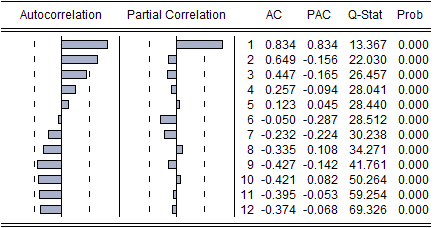 Autocorrelation Partial Correlation AC PAC Q-Stat Prob
1 0.834 0.834 13.367 0.000
2 0.649 -0.156 22.030 0.000
3 0.447 -0.165 26.457 0.000
4 0.257 -0.094 28.041 0.000
5 0.123 0.045 28.440 0.000
6 -0.050 -0.287 28.512 0.000
7 -0.232 -0.224 30.238 0.000
8 -0.335 0.108 34.271 0.000
9 -0.427 -0.142 41.761 0.000
10 -0.421 0.082 50.264 0.000
11 -0.395 -0.053 59.254 0.000
12 -0.374 -0.068 69.326 0.000